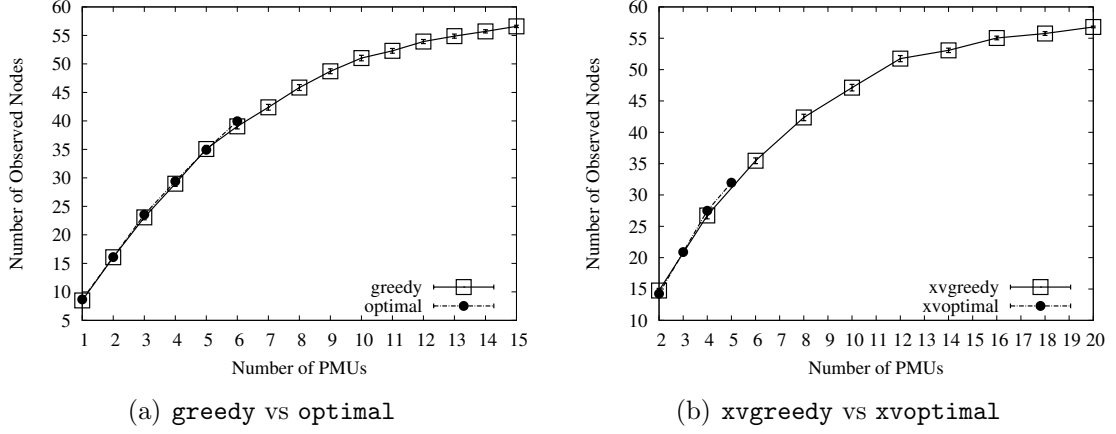 60
55
50
45
40
35
30
25
20
15
10
5
Number of Observed Nodes
greedy
optimal
1 2 3 4 5 6 7 8 9 10 11 12 13 14 15
Number of PMUs
(a) greedy vs optimal
60
55
50
45
40
35
30
25
20
15
10
Number of Observed Nodes
xvgreedy
xvoptimal
2 3 4 5 6 7 8 9 10 11 12 13 14 15 16 17 18 19 20
Number of PMUs
(b) xvgreedy vs xvoptimal